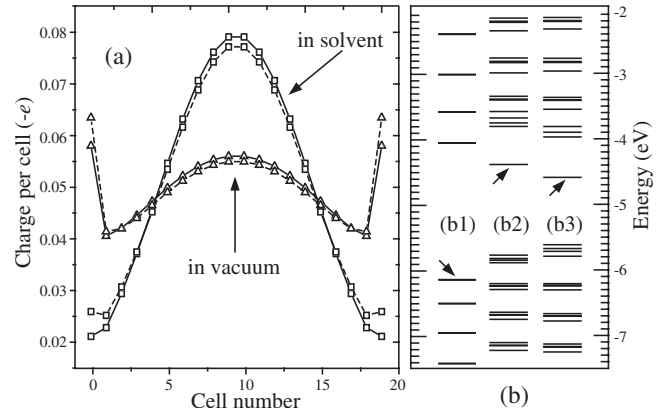 (a)
in solvent
in vacuum
Charge per cell (-e)
0.08
0.07
0.06
0.05
0.04
0.03
0.02
0 5 10 15 20
Cell number
(b1) (b2) (b3)
-2
-3
-4
-5
-6
-7
Energy (eV)
(b)